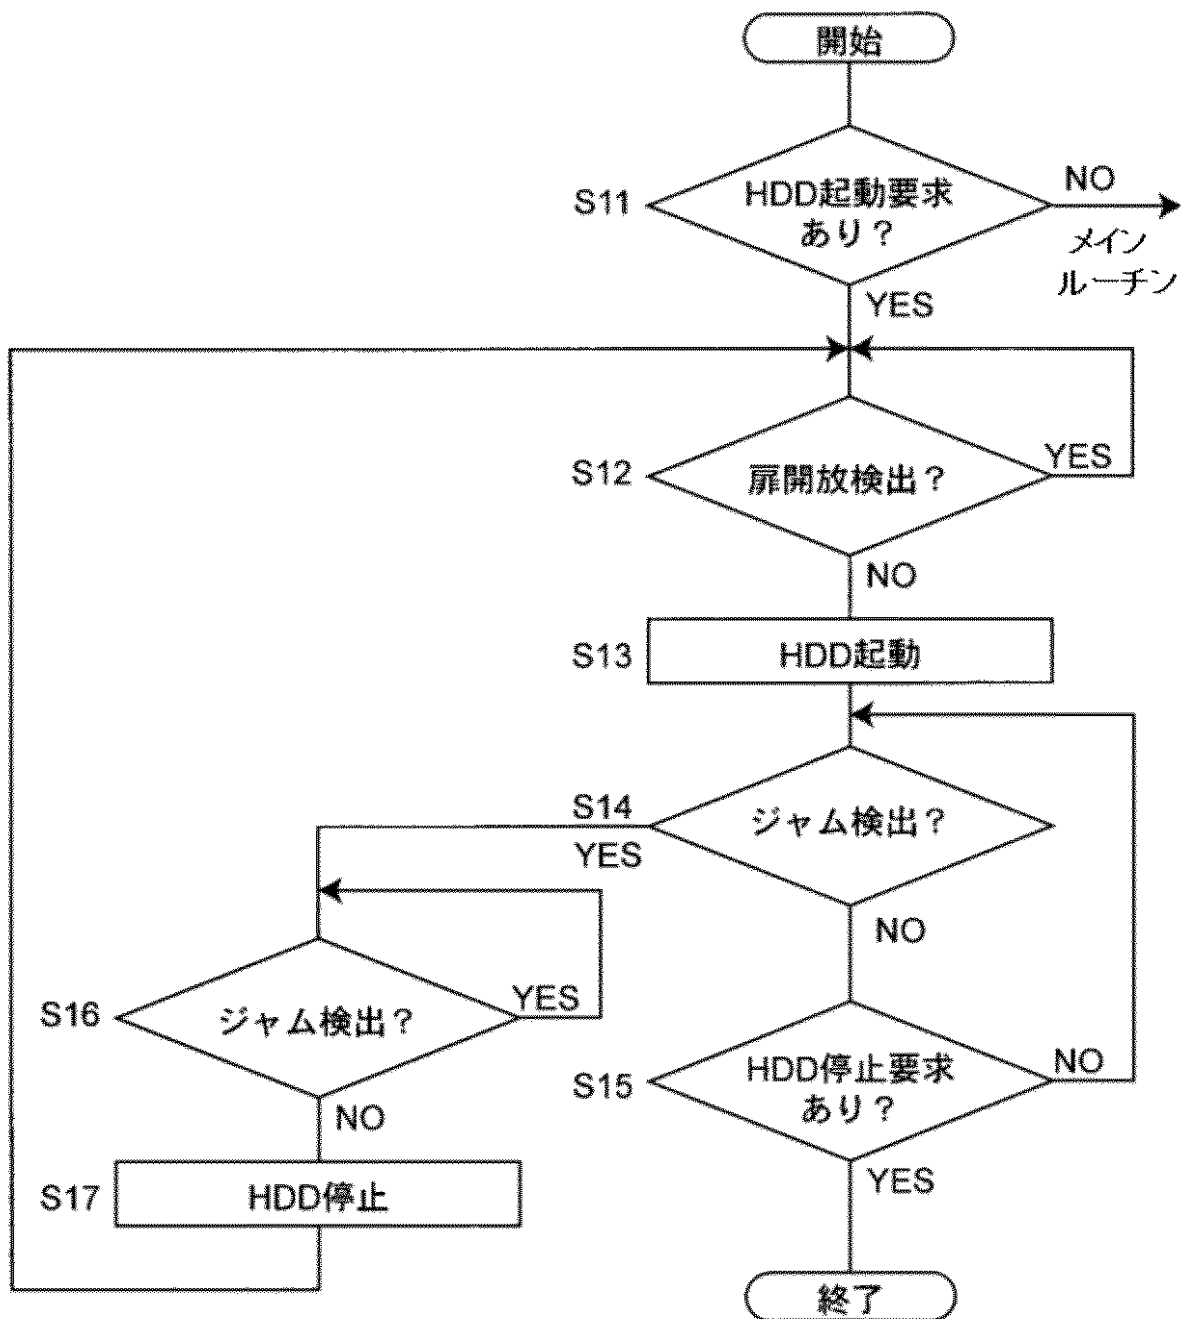 開始
S11
HDD起動要求
あり？
NO
メイン
ルーチン
YES
S12
扉開放検出？
YES
NO
S13
HDD起動
S14
ジャム検出？
YES
NO
S16
ジャム検出？
YES
NO
S15
HDD停止要求
あり？
NO
YES
S17
HDD停止
終了